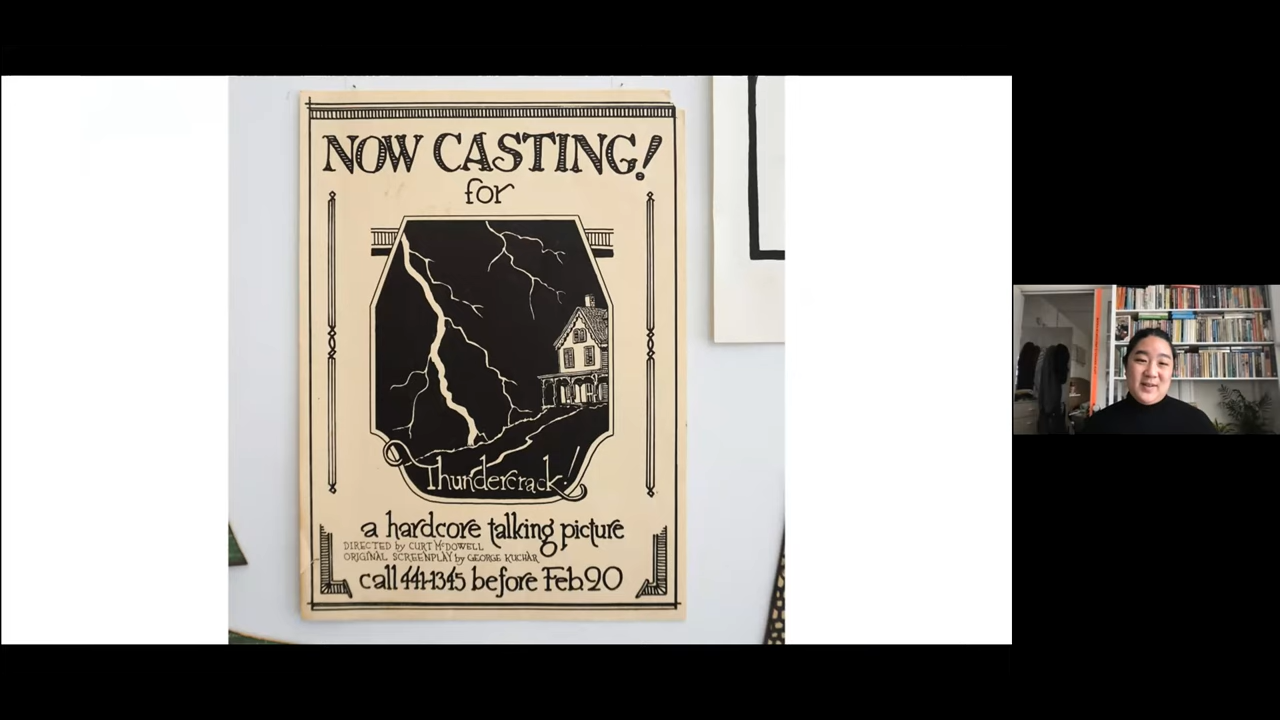 NOW CASTING!
for
Thundercrack!
a hardcore talking picture
DIRECTED by CURT McDOWELL
ORIGINAL SCREENPLAY by GEORGE KUCHAR
call 441-1345 before Feb 20